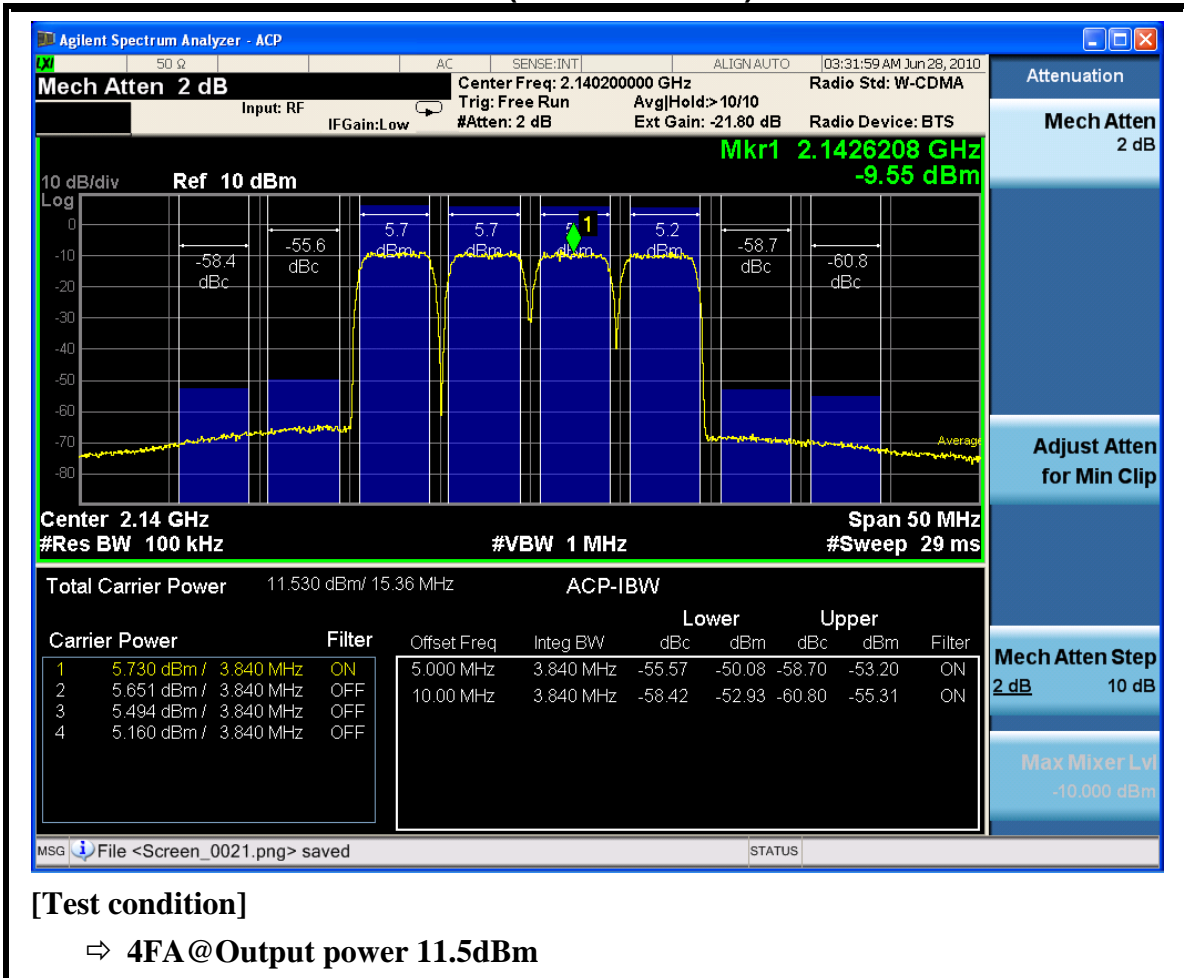 Agilent Spectrum Analyzer - ACP
LXI 50 Ω AC SENSE:INT ALIGN AUTO 03:31:59 AM Jun 28, 2010
Mech Atten 2 dB
Center Freq: 2.140200000 GHz Radio Std: W-CDMA
Input: RF Trig: Free Run Avg|Hold:> 10/10
IFGain:Low #Atten: 2 dB Ext Gain: -21.80 dB Radio Device: BTS
Mkr1 2.1426208 GHz
-9.55 dBm
10 dB/div Ref 10 dBm
Log
0
-10
-20
-30
-40
-50
-60
-70
-80
-58.4 dBc
-55.6 dBc
5.7 dBm
5.7 dBm
1
dBm
5.2 dBm
-58.7 dBc
-60.8 dBc
Average
Center 2.14 GHz Span 50 MHz
#Res BW 100 kHz #VBW 1 MHz #Sweep 29 ms
Total Carrier Power 11.530 dBm/ 15.36 MHz ACP-IBW
Lower Upper
Carrier Power Filter Offset Freq Integ BW dBc dBm dBc dBm Filter
1 5.730 dBm / 3.840 MHz ON 5.000 MHz 3.840 MHz -55.57 -50.08 -58.70 -53.20 ON
2 5.651 dBm / 3.840 MHz OFF 10.00 MHz 3.840 MHz -58.42 -52.93 -60.80 -55.31 ON
3 5.494 dBm / 3.840 MHz OFF
4 5.160 dBm / 3.840 MHz OFF
Attenuation
Mech Atten
2 dB
Adjust Atten
for Min Clip
Mech Atten Step
2 dB 10 dB
Max Mixer Lvl
-10.000 dBm
MSG File <Screen_0021.png> saved STATUS
[Test condition]
⇨ 4FA@Output power 11.5dBm